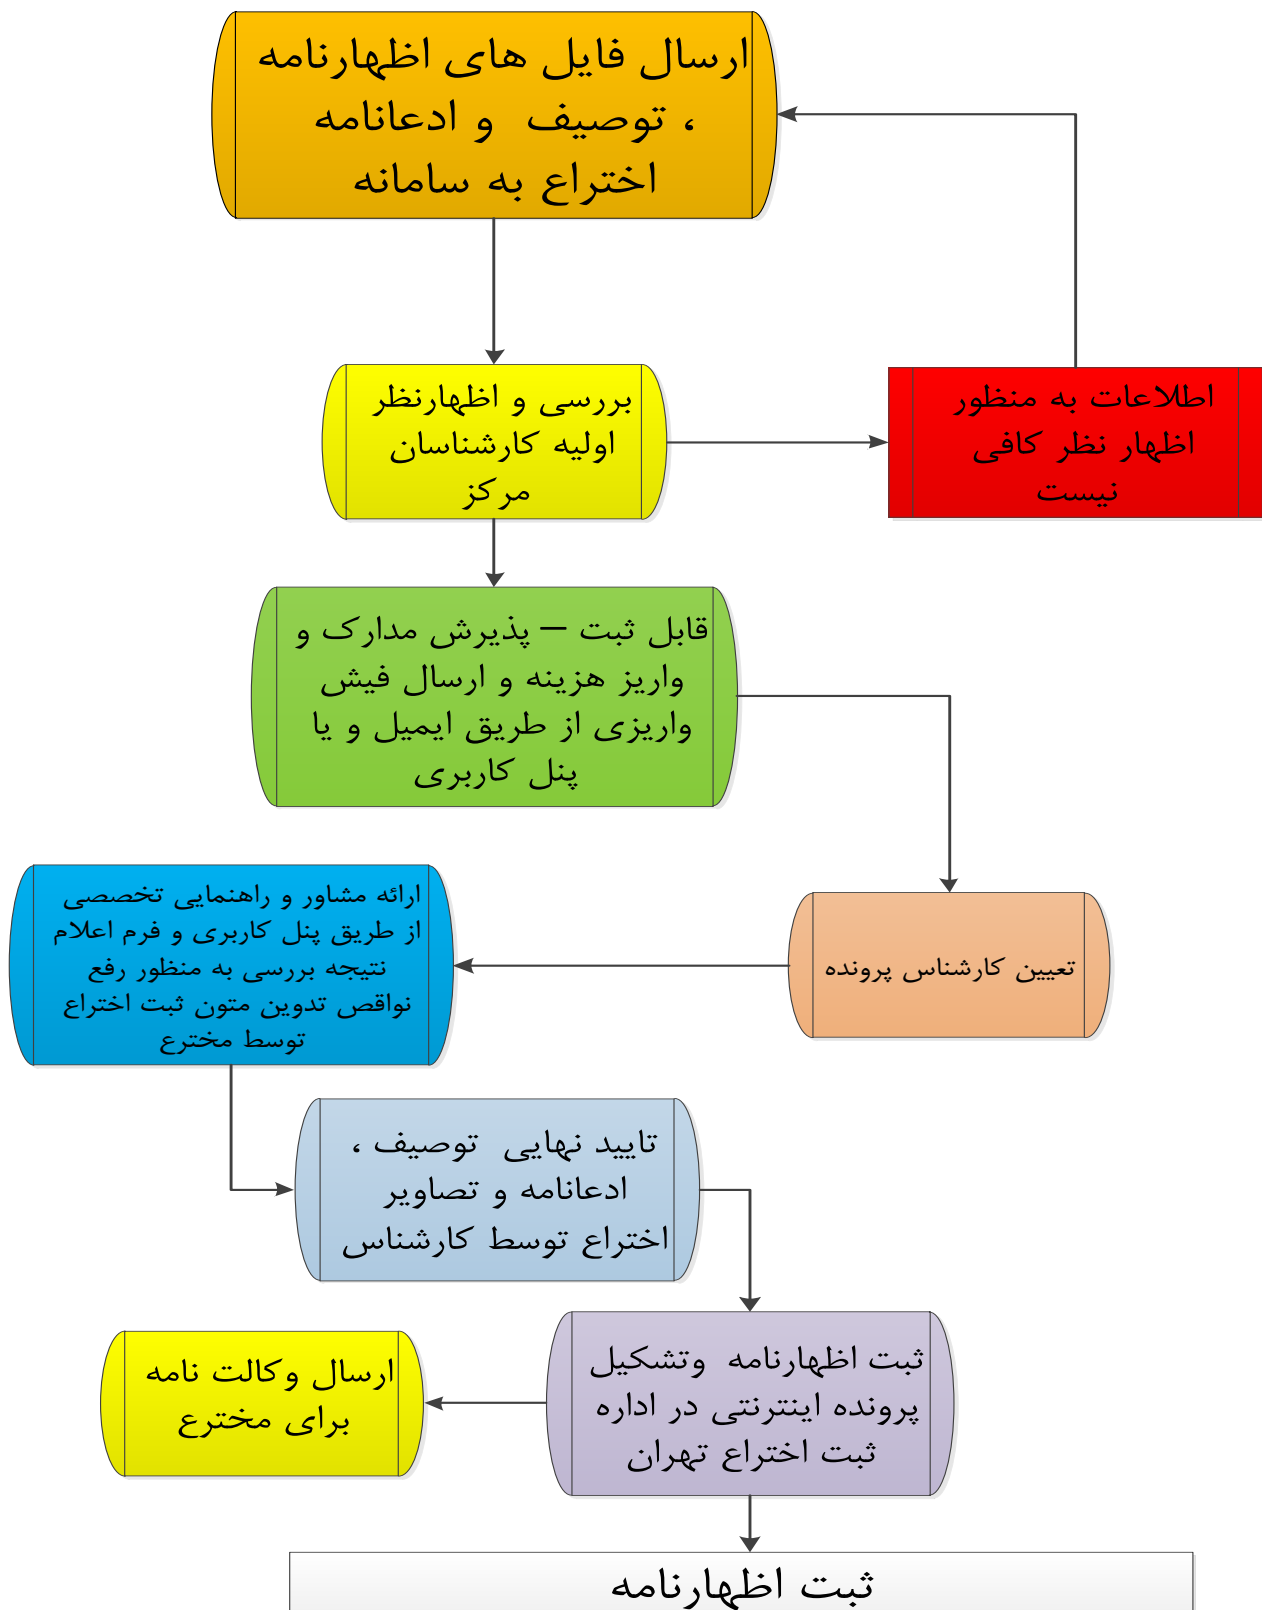 ارسال فایل های اظهارنامه
، توصیف و ادعانامه
اختراع به سامانه
بررسی و اظهارنظر
اولیه کارشناسان
مرکز
اطلاعات به منظور
اظهار نظر کافی
نیست
قابل ثبت – پذیرش مدارک و
واریز هزینه و ارسال فیش
واریزی از طریق ایمیل و یا
پنل کاربری
تعیین کارشناس پرونده
ارائه مشاور و راهنمایی تخصصی
از طریق پنل کاربری و فرم اعلام
نتیجه بررسی به منظور رفع
نواقص تدوین متون ثبت اختراع
توسط مخترع
تایید نهایی توصیف ،
ادعانامه و تصاویر
اختراع توسط کارشناس
ثبت اظهارنامه وتشکیل
پرونده اینترنتی در اداره
ثبت اختراع تهران
ارسال وکالت نامه
برای مخترع
ثبت اظهارنامه